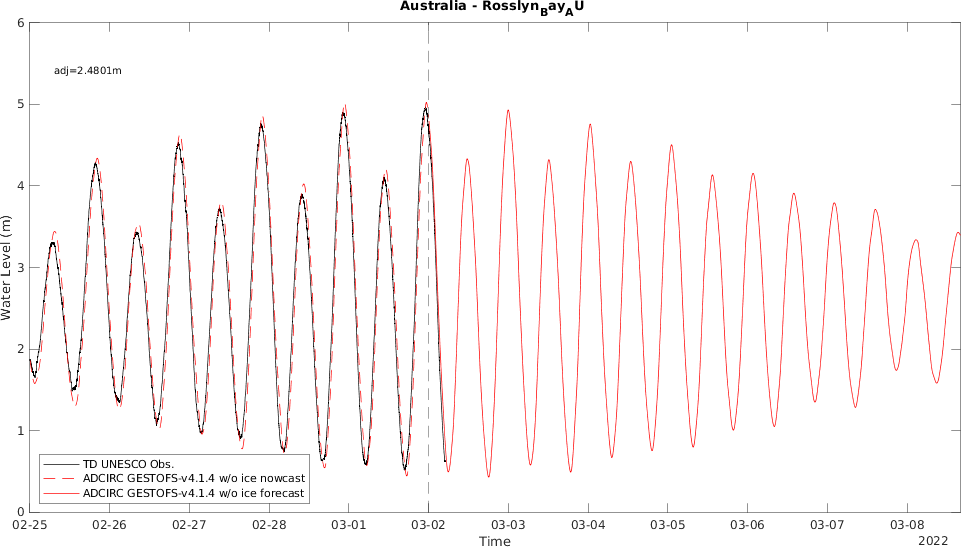 Australia - Rosslyn_Bay_AU
6
adj=2.4801m
5
4
3
2
1
0
Water Level (m)
TD UNESCO Obs.
ADCIRC GESTOFS-v4.1.4 w/o ice nowcast
ADCIRC GESTOFS-v4.1.4 w/o ice forecast
02-25 02-26 02-27 02-28 03-01 03-02 03-03 03-04 03-05 03-06 03-07 03-08
Time
2022